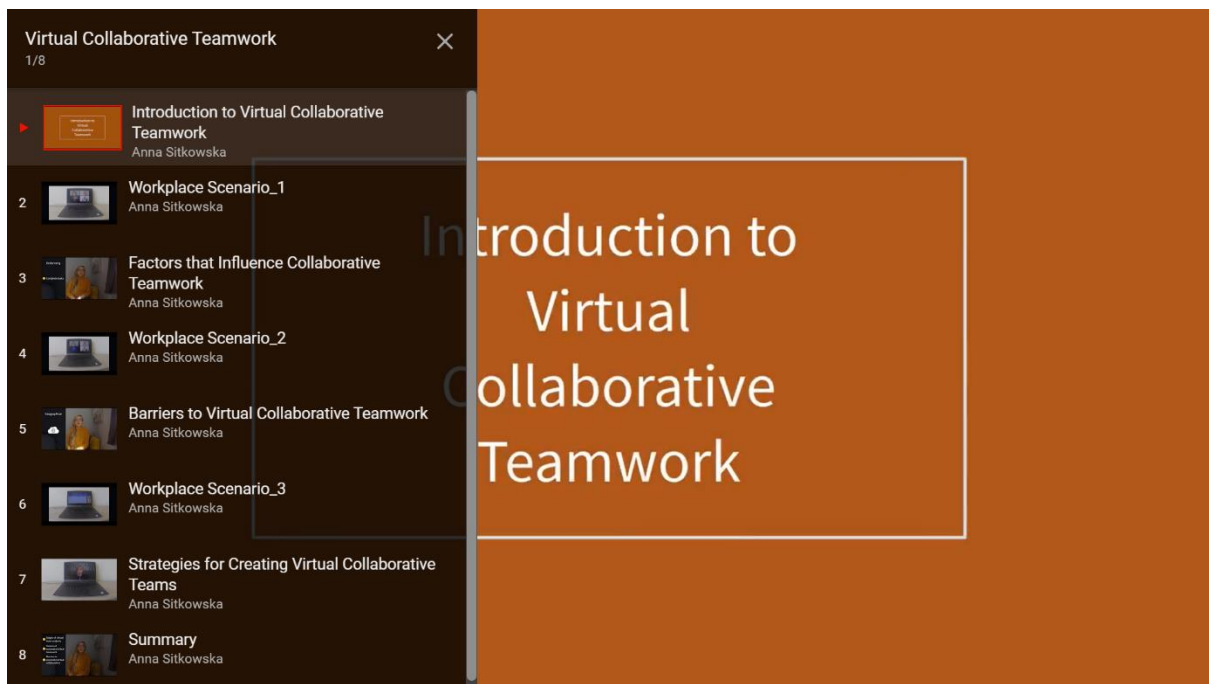 Virtual Collaborative Teamwork
1/8
Introduction to Virtual Collaborative
Teamwork
Anna Sitkowska
2
Workplace Scenario_1
Anna Sitkowska
3
Factors that Influence Collaborative
Teamwork
Anna Sitkowska
4
Workplace Scenario_2
Anna Sitkowska
5
Barriers to Virtual Collaborative Teamwork
Anna Sitkowska
6
Workplace Scenario_3
Anna Sitkowska
7
Strategies for Creating Virtual Collaborative
Teams
Anna Sitkowska
8
Summary
Anna Sitkowska
Introduction to
Virtual
Collaborative
Teamwork